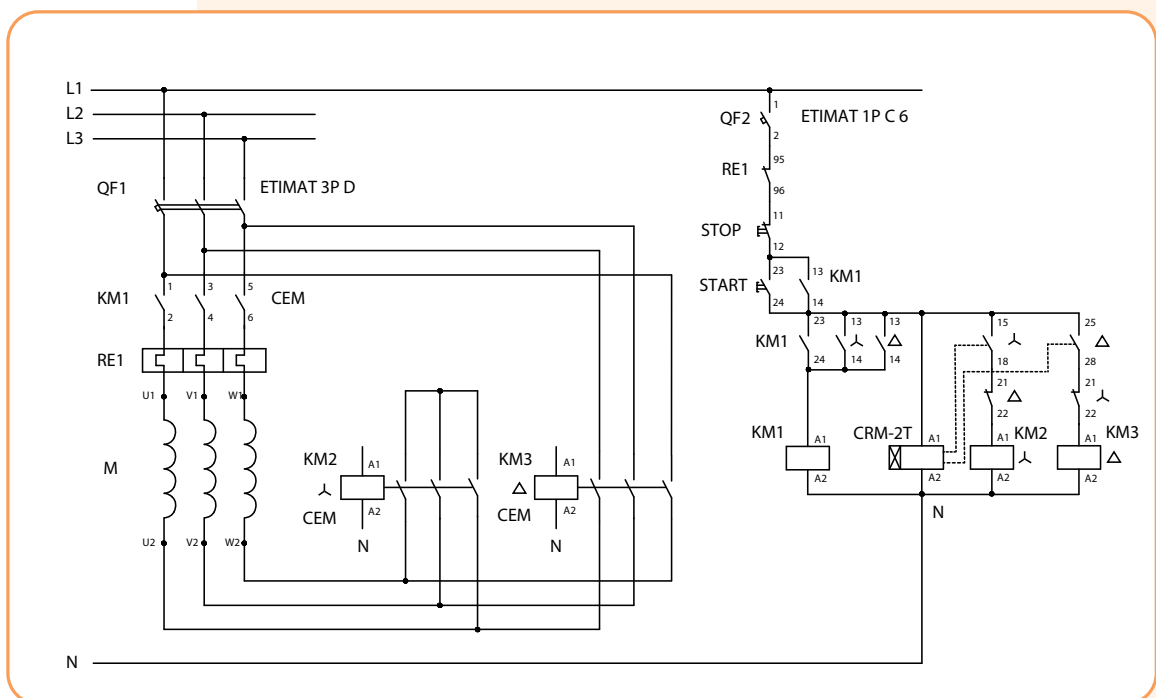 L1
L2
L3
QF1
ETIMAT 3P D
1 3 5
KM1 CEM
2 4 6
RE1
U1 V1 W1
M
U2 V2 W2
KM2 A1
A2
CEM
N
KM3 A1
A2
CEM
N
1
QF2 ETIMAT 1P C 6
2
95
RE1
96
11
STOP
12
23 13 KM1
START
24 14
23 13 13 15 25
KM1
24 14 14 18 28
21 21
22 22
KM1 A1
A2
CRM-2T A1
A2
A1 KM2
A2
A1 KM3
A2
N
N